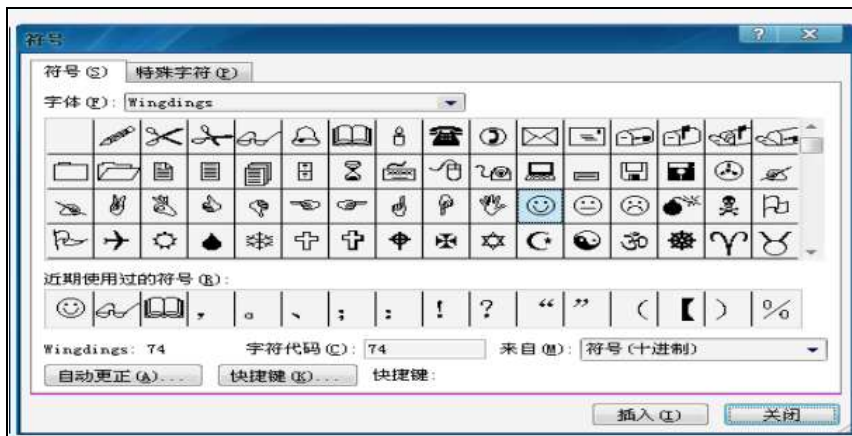 符号
符号(S) 特殊字符(P)
字体(F): Wingdings
近期使用过的符号(R):
, 。 、 ; : ! ? “ ” ( 【 ) %
Wingdings: 74 字符代码(C): 74 来自(M): 符号(十进制)
自动更正(A)... 快捷键(K)... 快捷键:
插入(I) 关闭